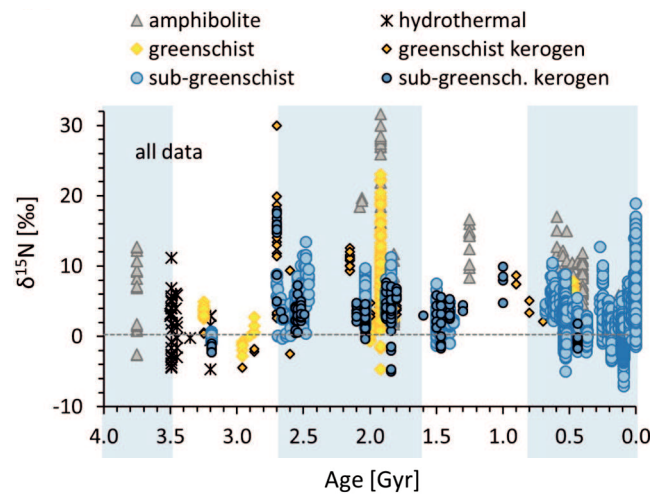 amphibolite hydrothermal
greenschist greenschist kerogen
sub-greenschist sub-greensch. kerogen
all data
δ¹⁵N [‰]
30
20
10
0
-10
4.0 3.5 3.0 2.5 2.0 1.5 1.0 0.5 0.0
Age [Gyr]